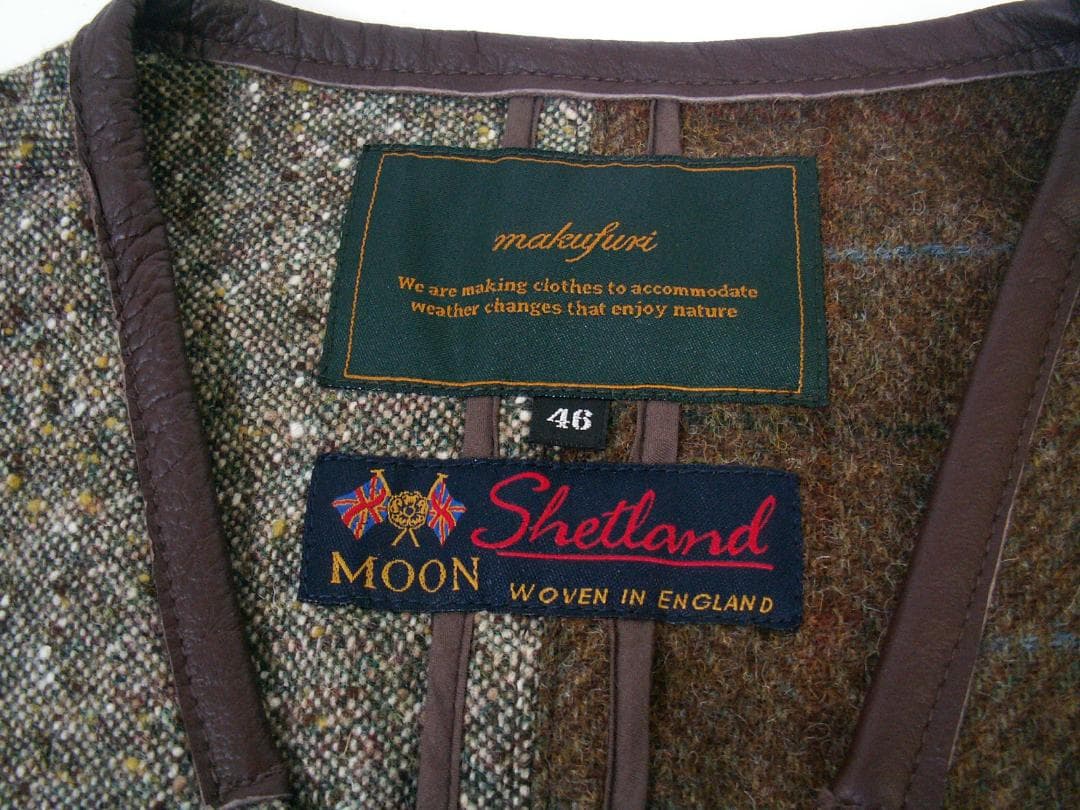 makufuri
We are making clothes to accommodate
weather changes that enjoy nature
46
Shetland
MOON
WOVEN IN ENGLAND